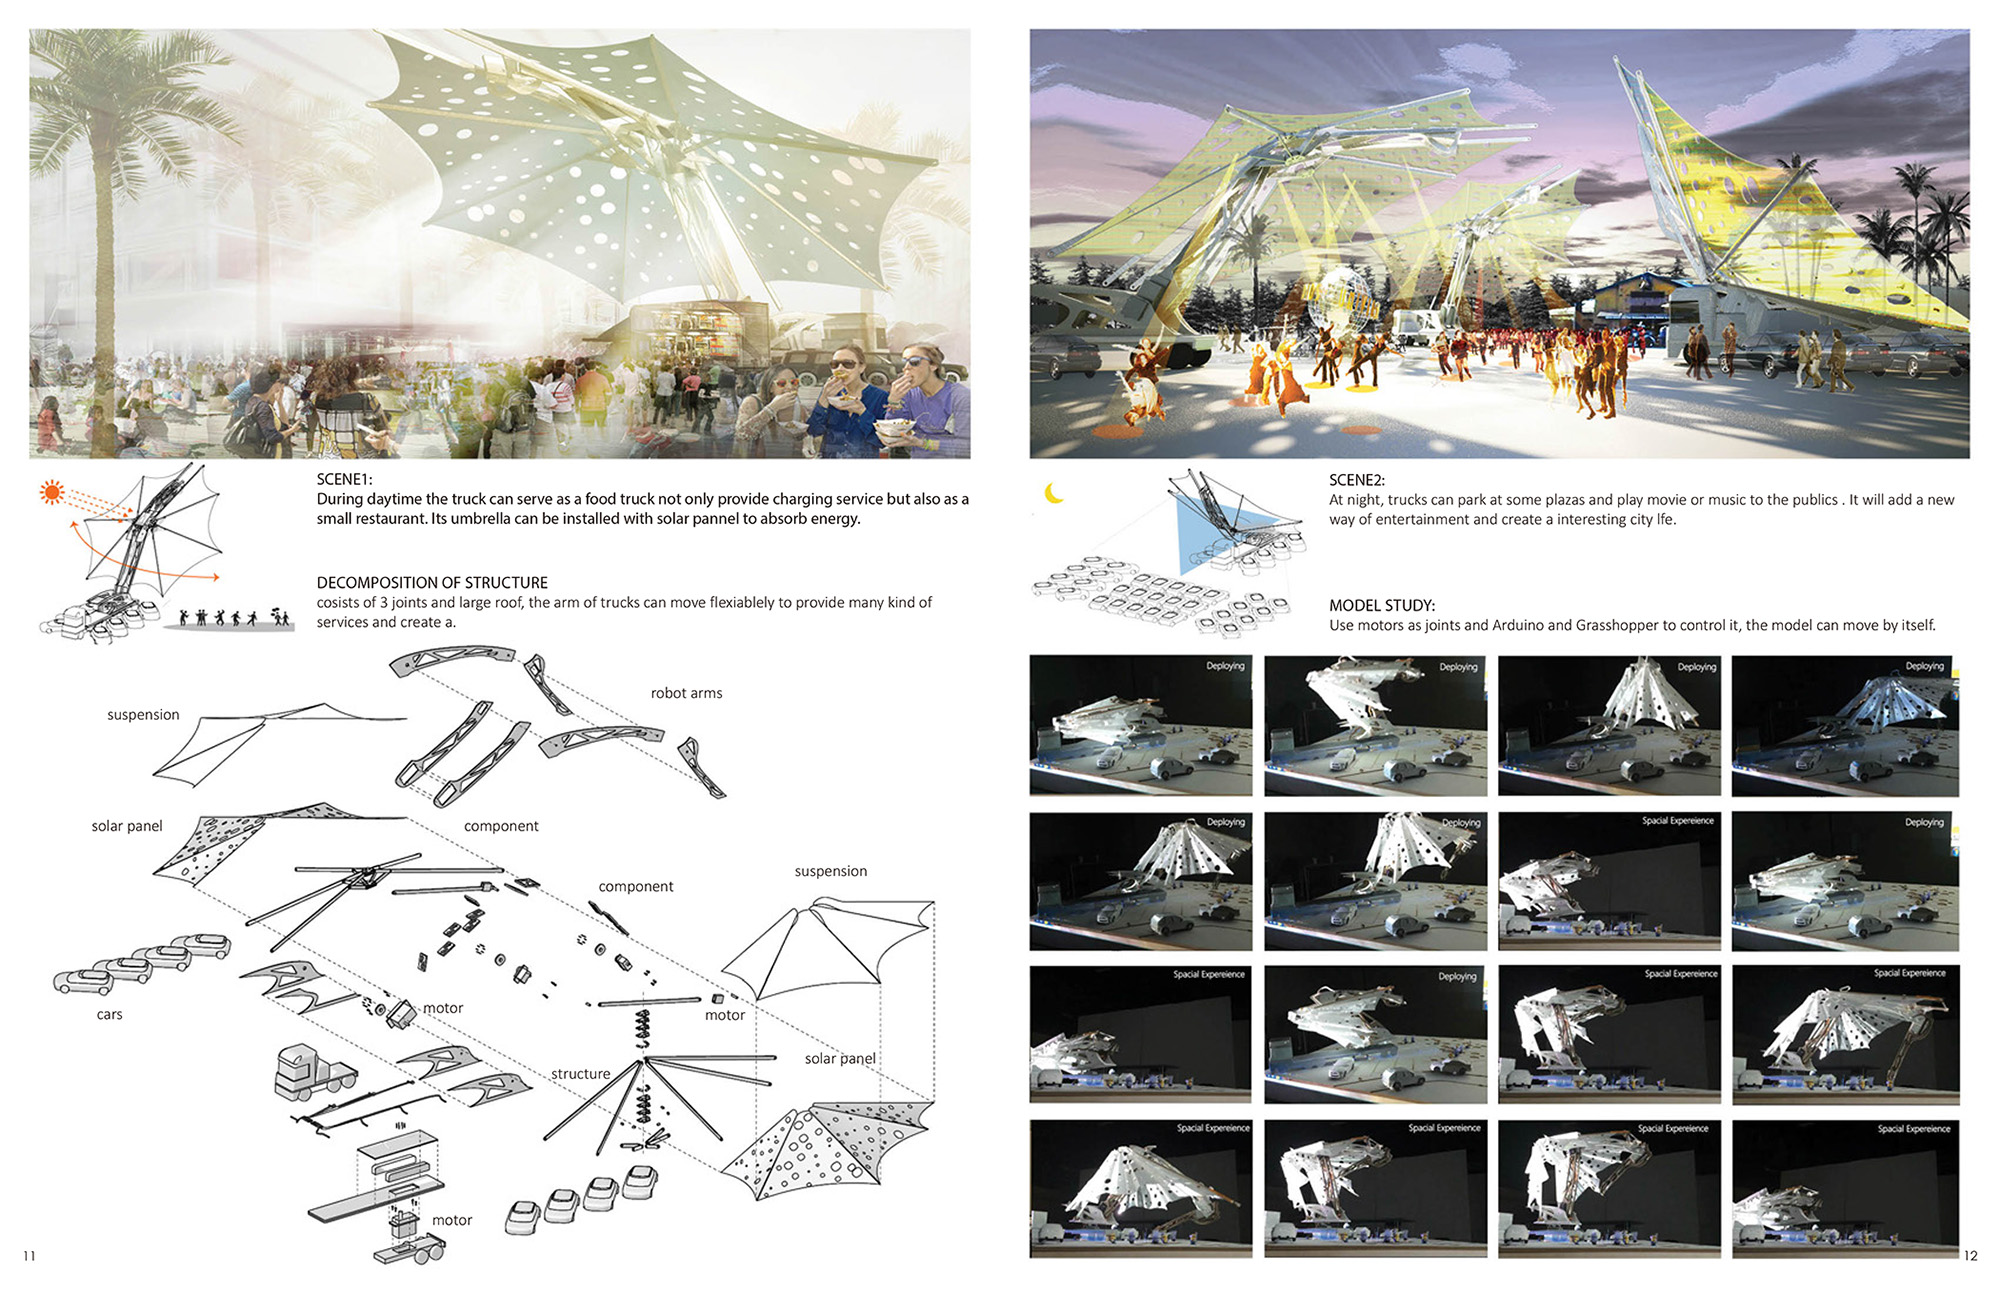 SCENE1:
During daytime the truck can serve as a food truck not only provide charging service but also as a
small restaurant. Its umbrella can be installed with solar pannel to absorb energy.
DECOMPOSITION OF STRUCTURE
cosists of 3 joints and large roof, the arm of trucks can move flexiablely to provide many kind of
services and create a.
robot arms
suspension
solar panel
component
component
suspension
cars
motor
motor
structure
solar panel
motor
11
SCENE2:
At night, trucks can park at some plazas and play movie or music to the publics . It will add a new
way of entertainment and create a interesting city lfe.
MODEL STUDY:
Use motors as joints and Arduino and Grasshopper to control it, the model can move by itself.
Deploying
Deploying
Deploying
Deploying
Deploying
Deploying
Spacial Expereience
Deploying
Spacial Expereience
Deploying
Spacial Expereience
Spacial Expereience
Spacial Expereience
Spacial Expereience
Spacial Expereience
Spacial Expereience
12